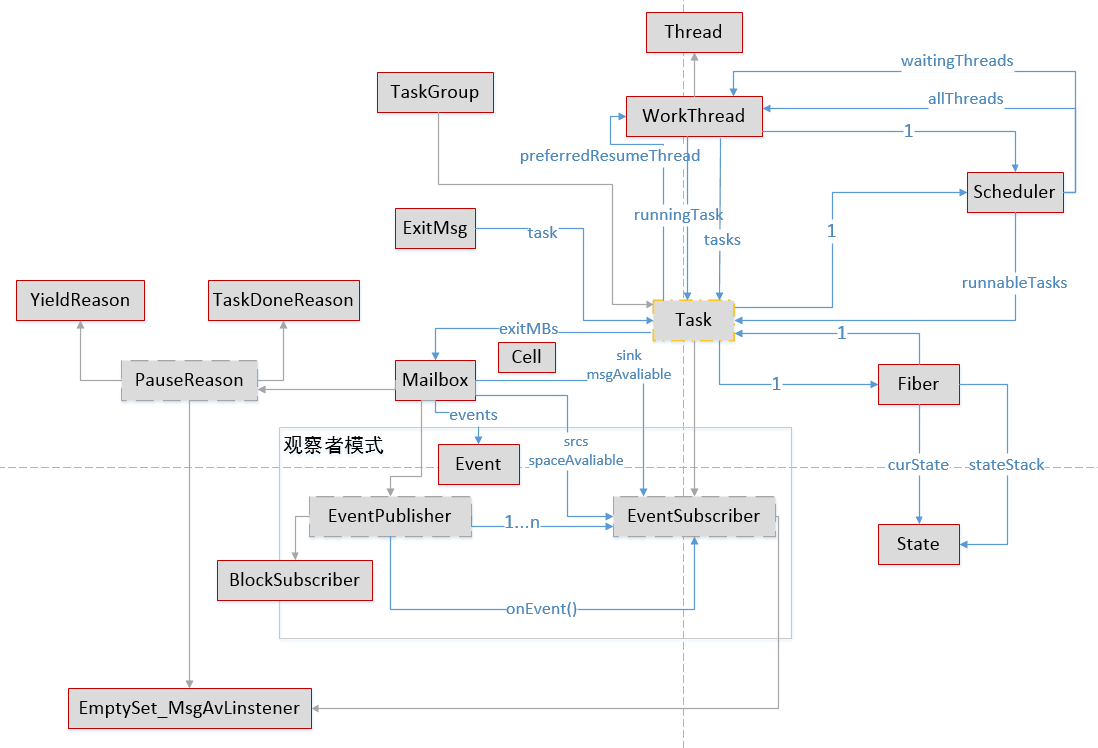 Thread
waitingThreads
TaskGroup
allThreads
WorkThread
1
preferredResumeThread
Scheduler
runningTask
ExitMsg
task
tasks
1
runnableTasks
YieldReason
TaskDoneReason
Task
exitMBs
1
Cell
sink
msgAvaliable
PauseReason
Mailbox
1
Fiber
events
观察者模式
srcs
spaceAvaliable
Event
curState
stateStack
EventPublisher
1...n
EventSubscriber
State
BlockSubscriber
onEvent()
EmptySet_MsgAvLinstener